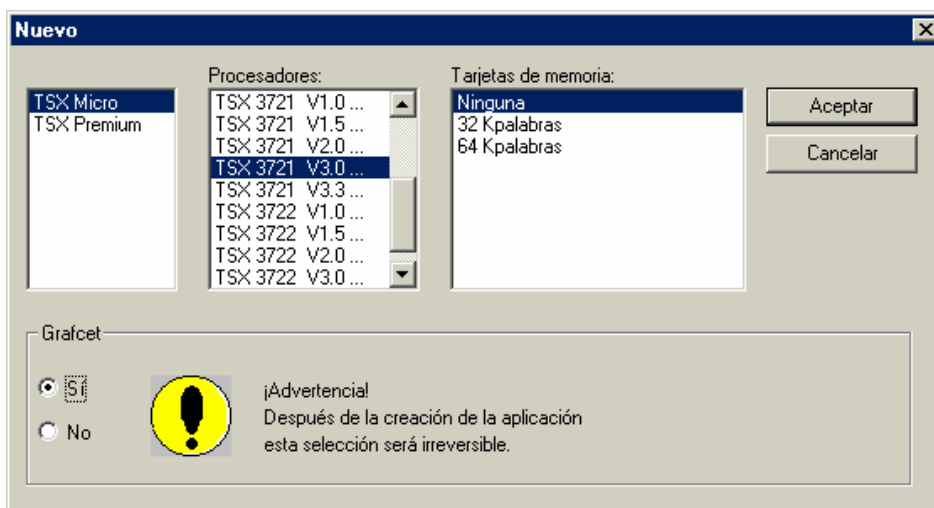 Nuevo
Procesadores:
Tarjetas de memoria:
TSX Micro
TSX Premium
TSX 3721 V1.0 ...
TSX 3721 V1.5 ...
TSX 3721 V2.0 ...
TSX 3721 V3.0 ...
TSX 3721 V3.3 ...
TSX 3722 V1.0 ...
TSX 3722 V1.5 ...
TSX 3722 V2.0 ...
TSX 3722 V3.0 ...
Ninguna
32 Kpalabras
64 Kpalabras
Aceptar
Cancelar
Grafcet
Sí
No
¡Advertencia!
Después de la creación de la aplicación
esta selección será irreversible.